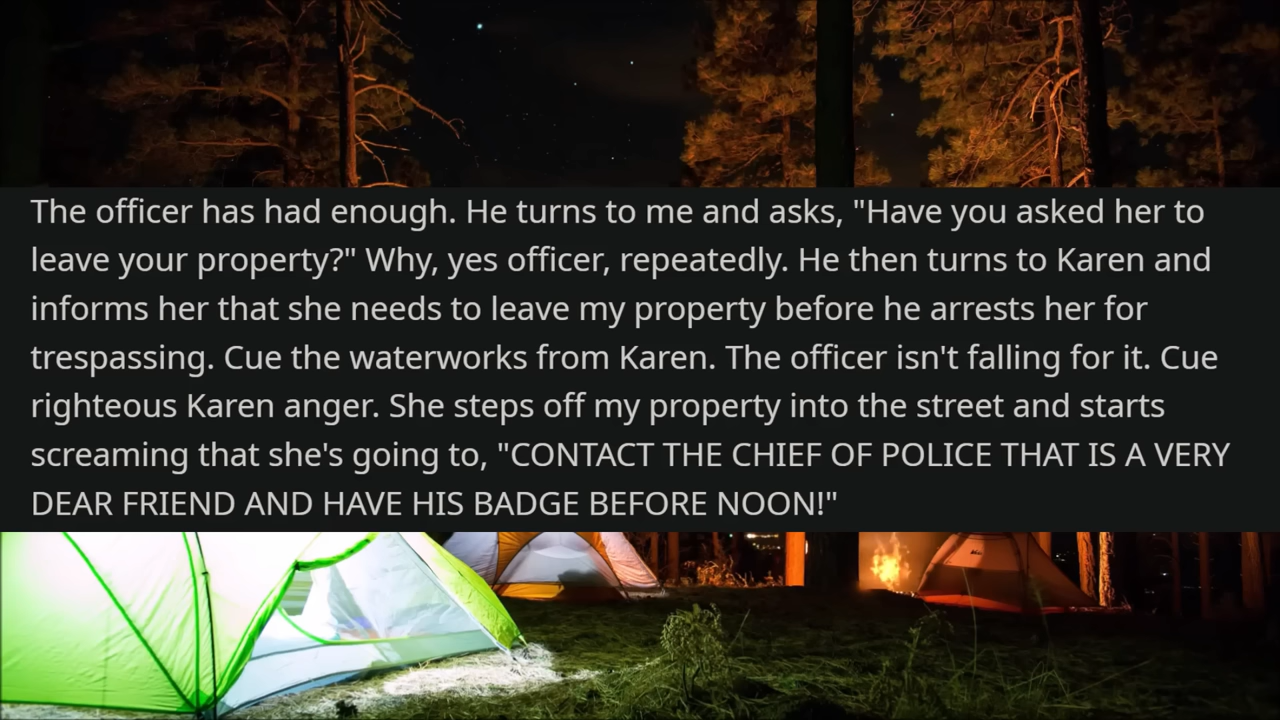 The officer has had enough. He turns to me and asks, "Have you asked her to
leave your property?" Why, yes officer, repeatedly. He then turns to Karen and
informs her that she needs to leave my property before he arrests her for
trespassing. Cue the waterworks from Karen. The officer isn't falling for it. Cue
righteous Karen anger. She steps off my property into the street and starts
screaming that she's going to, "CONTACT THE CHIEF OF POLICE THAT IS A VERY
DEAR FRIEND AND HAVE HIS BADGE BEFORE NOON!"